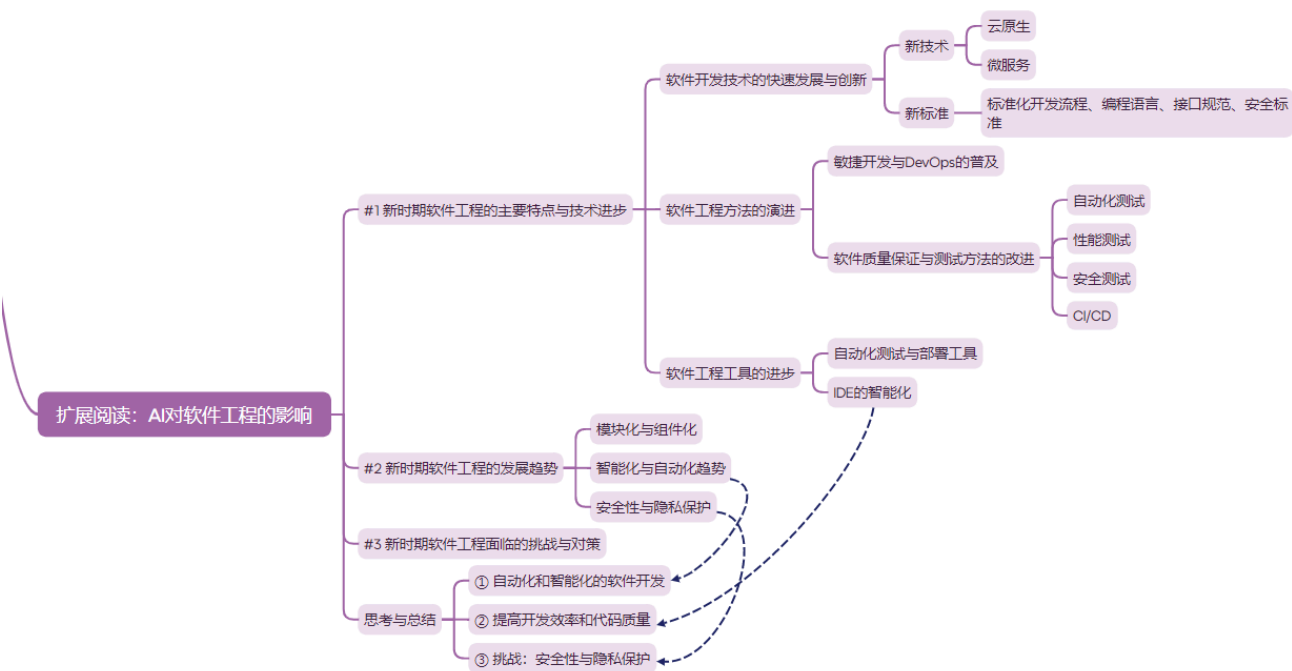 扩展阅读：AI对软件工程的影响
#1 新时期软件工程的主要特点与技术进步
软件开发技术的快速发展与创新
新技术
云原生
微服务
新标准
标准化开发流程、编程语言、接口规范、安全标
准
软件工程方法的演进
敏捷开发与DevOps的普及
软件质量保证与测试方法的改进
自动化测试
性能测试
安全测试
CI/CD
软件工程工具的进步
自动化测试与部署工具
IDE的智能化
#2 新时期软件工程的发展趋势
模块化与组件化
智能化与自动化趋势
安全性与隐私保护
#3 新时期软件工程面临的挑战与对策
思考与总结
① 自动化和智能化的软件开发
② 提高开发效率和代码质量
③ 挑战：安全性与隐私保护